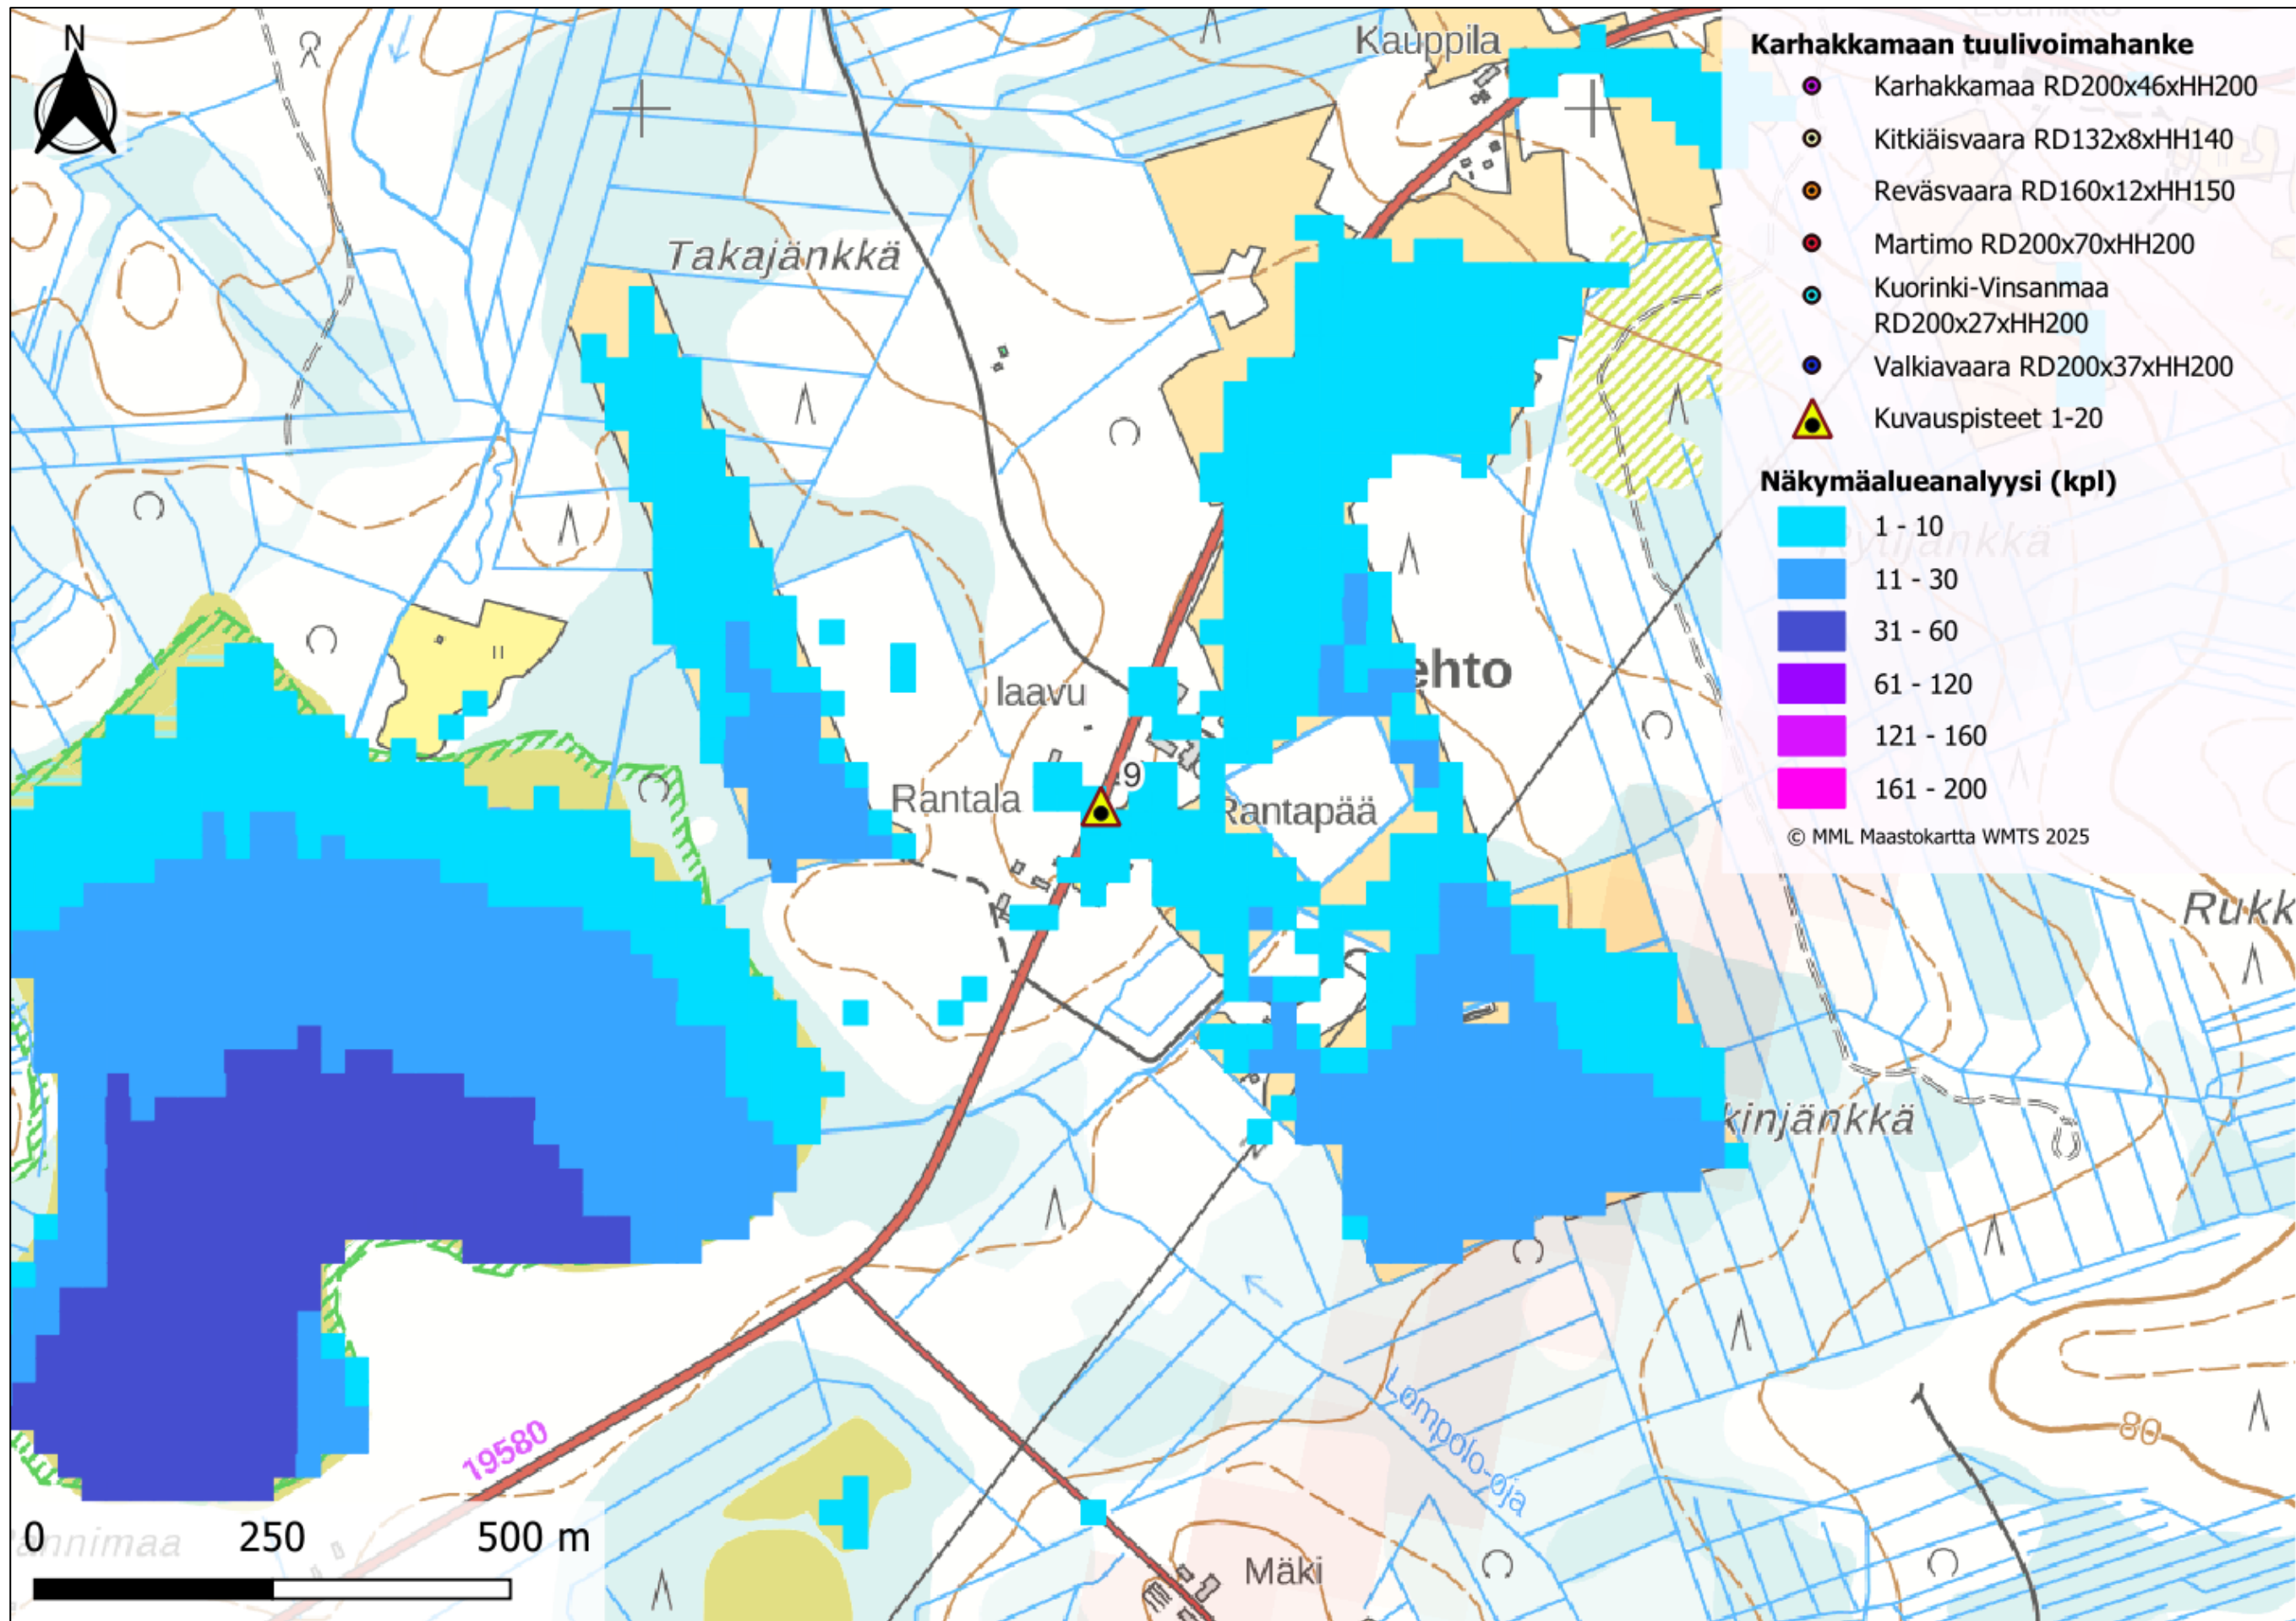 N
Kauppila
Takajänkkä
laavu
ehto
Rantala
19
Rantapää
kinjänkkä
Rukk
Lompolo-oja
80
19580
Mäki
0 250 500 m
Karhakkamaan tuulivoimahanke
Karhakkamaa RD200x46xHH200
Kitkiäisvaara RD132x8xHH140
Reväsvaara RD160x12xHH150
Martimo RD200x70xHH200
Kuorinki-Vinsanmaa
RD200x27xHH200
Valkiavaara RD200x37xHH200
Kuvauspisteet 1-20
Näkymäalueanalyysi (kpl)
1 - 10
11 - 30
31 - 60
61 - 120
121 - 160
161 - 200
© MML Maastokartta WMTS 2025